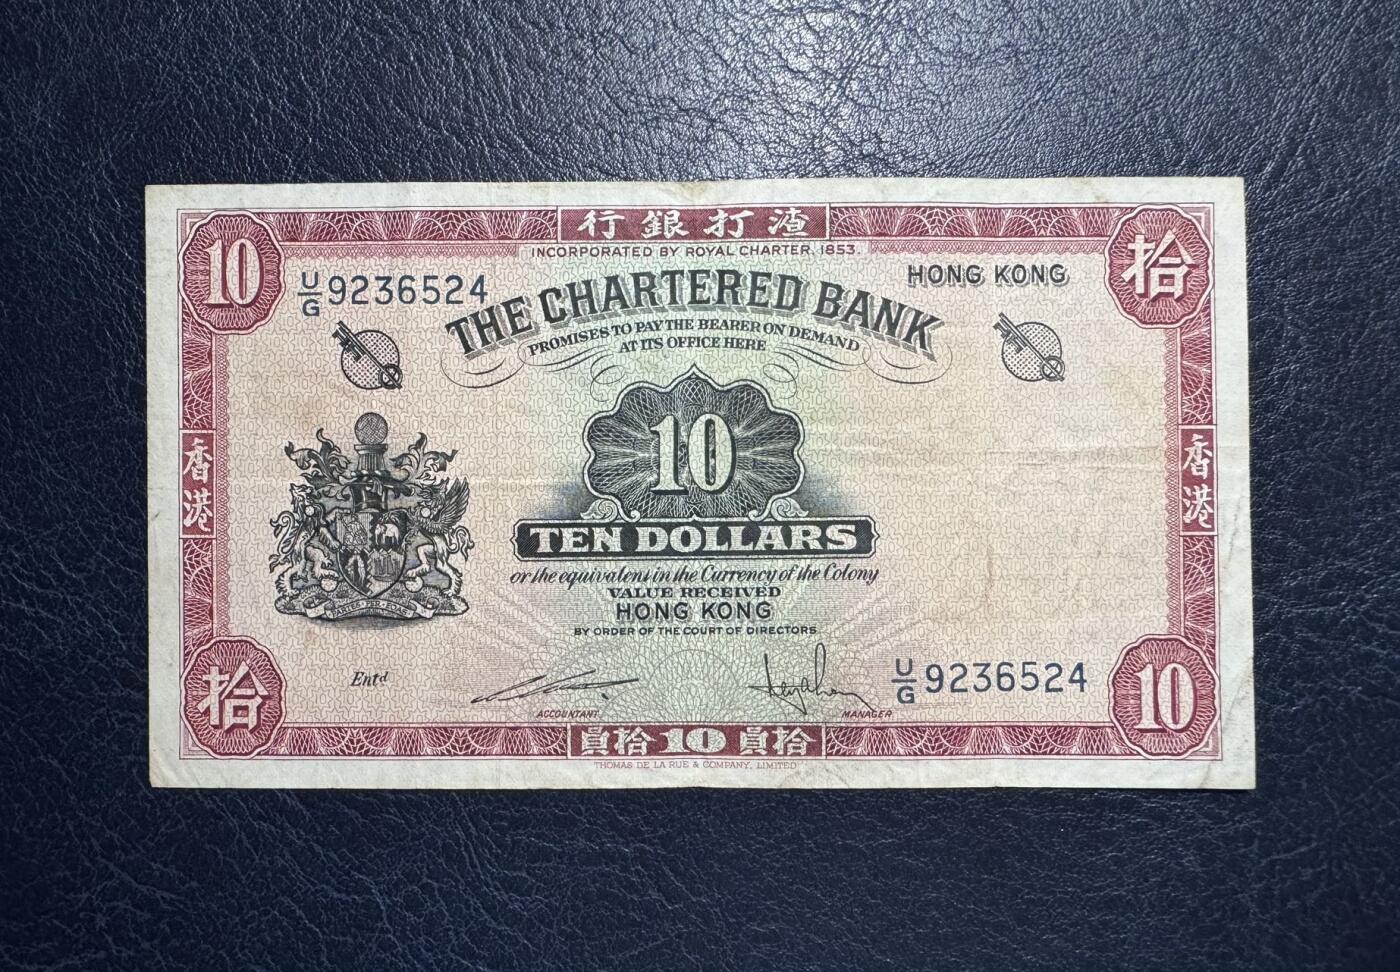 行銀打渣
INCORPORATED BY ROYAL CHARTER, 1853.
10
拾
U/G 9236524
HONG KONG
THE CHARTERED BANK
PROMISES TO PAY THE BEARER ON DEMAND
AT ITS OFFICE HERE
10
香港
香港
TEN DOLLARS
or the equivalent in the Currency of the Colony
VALUE RECEIVED
HONG KONG
BY ORDER OF THE COURT OF DIRECTORS
Entd
U/G 9236524
ACCOUNTANT
MANAGER
拾
員拾 10 員拾
10
THOMAS DE LA RUE & COMPANY, LIMITED